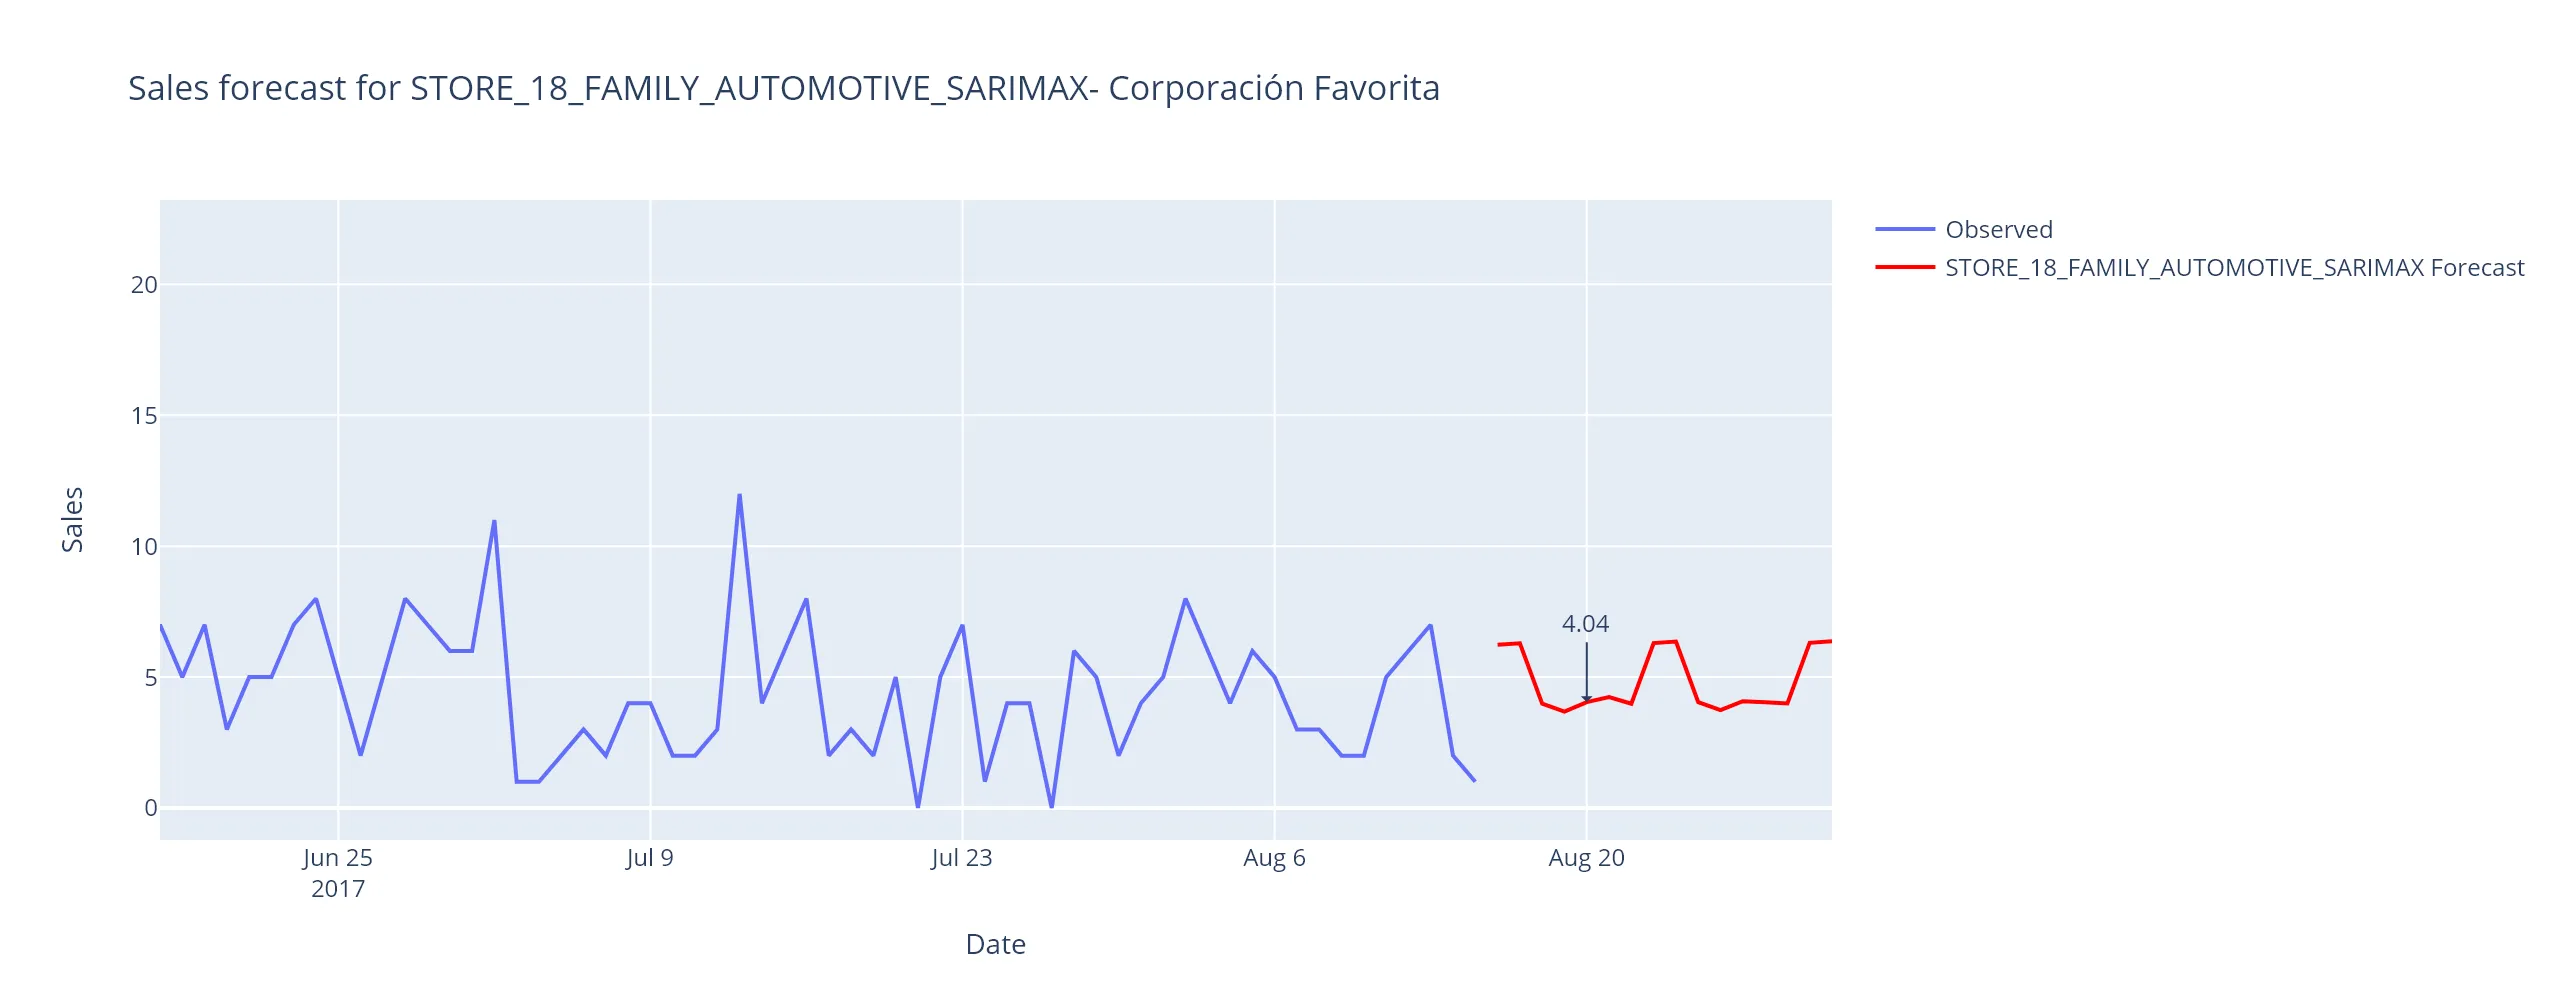 Sales forecast for STORE_18_FAMILY_AUTOMOTIVE_SARIMAX- Corporación Favorita
Observed
STORE_18_FAMILY_AUTOMOTIVE_SARIMAX Forecast
20
15
10
5
0
Sales
4.04
Jun 25
2017
Jul 9
Jul 23
Aug 6
Aug 20
Date